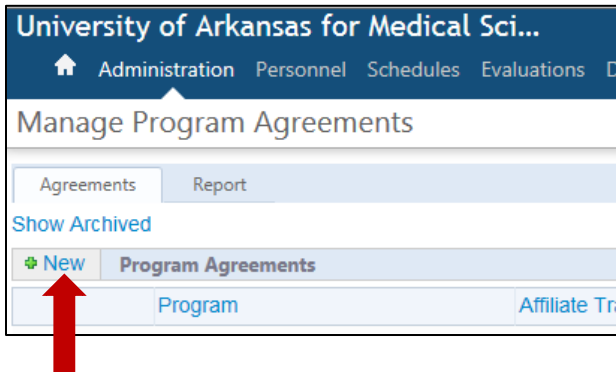 University of Arkansas for Medical Sci...
Administration Personnel Schedules Evaluations
Manage Program Agreements
Agreements Report
Show Archived
New Program Agreements
Program Affiliate